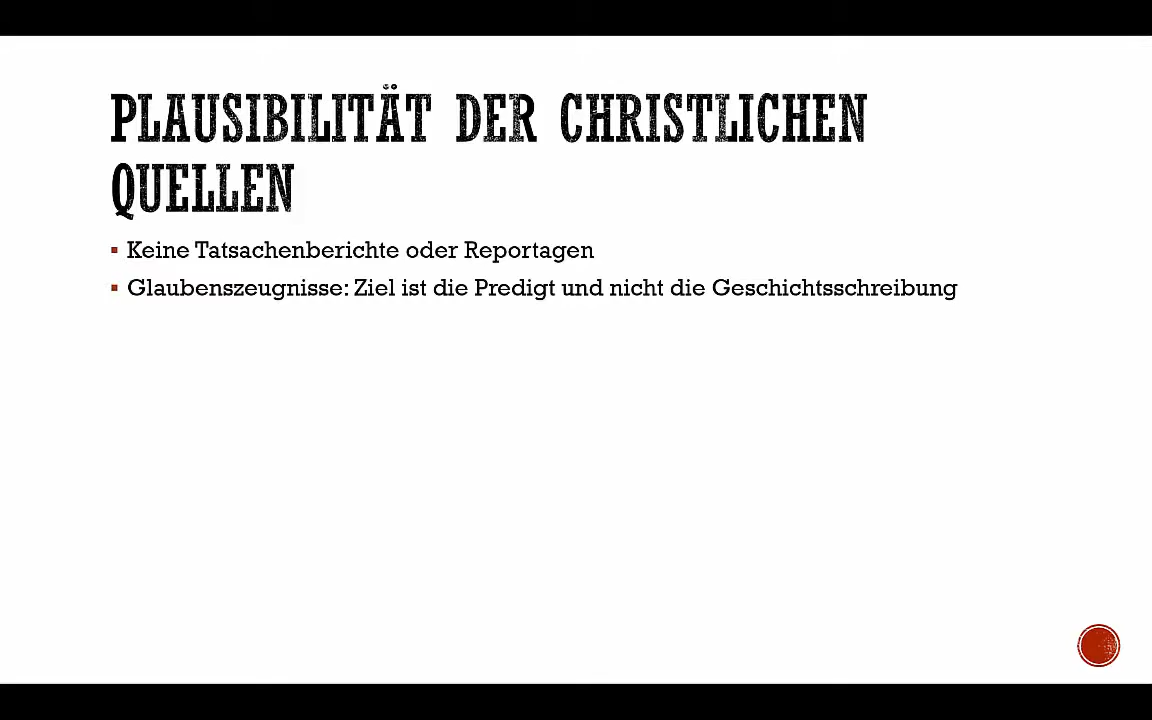 PLAUSIBILITÄT DER CHRISTLICHEN
QUELLEN
Keine Tatsachenberichte oder Reportagen
Glaubenszeugnisse: Ziel ist die Predigt und nicht die Geschichtsschreibung